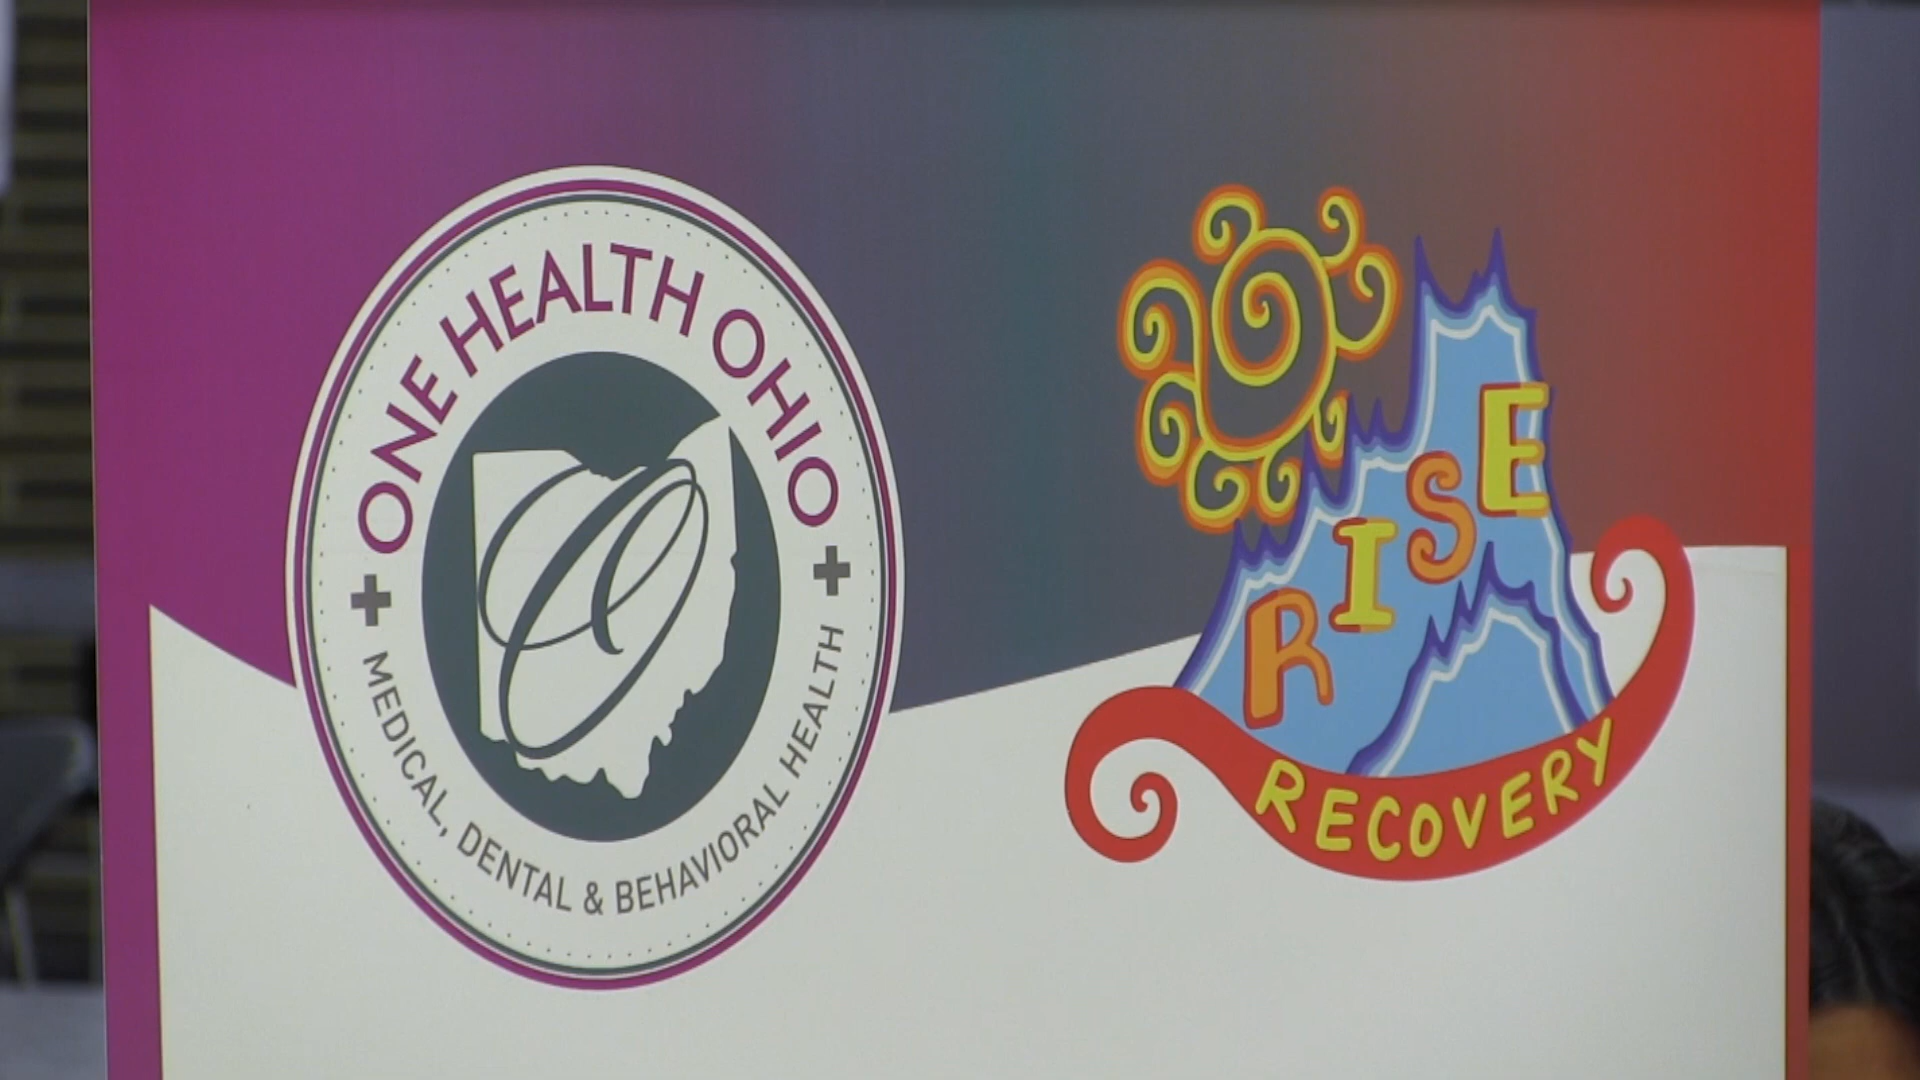 ONE HEALTH OHIO
O
MEDICAL, DENTAL & BEHAVIORAL HEALTH
RISE
RECOVERY